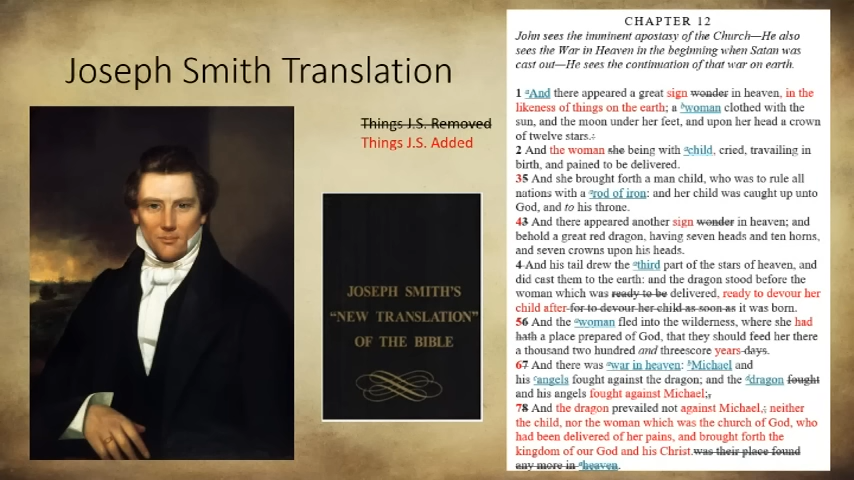 Joseph Smith Translation
Things J.S. Removed
Things J.S. Added
JOSEPH SMITH'S
"NEW TRANSLATION"
OF THE BIBLE
CHAPTER 12
John sees the imminent apostasy of the Church—He also
sees the War in Heaven in the beginning when Satan was
cast out—He sees the continuation of that war on earth.
1 aAnd there appeared a great sign wonder in heaven, in the
likeness of things on the earth; a bwoman clothed with the
sun, and the moon under her feet, and upon her head a crown
of twelve stars.:
2 And the woman she being with achild, cried, travailing in
birth, and pained to be delivered.
35 And she brought forth a man child, who was to rule all
nations with a arod of iron: and her child was caught up unto
God, and to his throne.
43 And there appeared another sign wonder in heaven; and
behold a great red dragon, having seven heads and ten horns,
and seven crowns upon his heads.
4 And his tail drew the athird part of the stars of heaven, and
did cast them to the earth: and the dragon stood before the
woman which was ready to be delivered, ready to devour her
child after for to devour her child as soon as it was born.
56 And the awoman fled into the wilderness, where she had
hath a place prepared of God, that they should feed her there
a thousand two hundred and threescore years days.
67 And there was awar in heaven: bMichael and
his cangels fought against the dragon; and the ddragon fought
and his angels fought against Michael;,
78 And the dragon prevailed not against Michael,; neither
the child, nor the woman which was the church of God, who
had been delivered of her pains, and brought forth the
kingdom of our God and his Christ.was their place found
any more in aheaven.